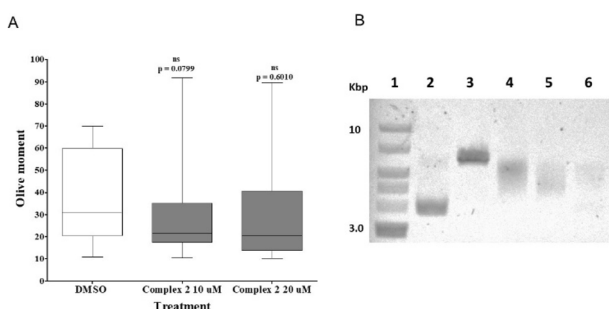 A
B
ns
p = 0.0799
ns
p = 0.6010
Olive moment
100
90
80
70
60
50
40
30
20
10
0
DMSO
Complex 2 10 uM
Complex 2 20 uM
Treatment
Kbp
1 2 3 4 5 6
10
3.0